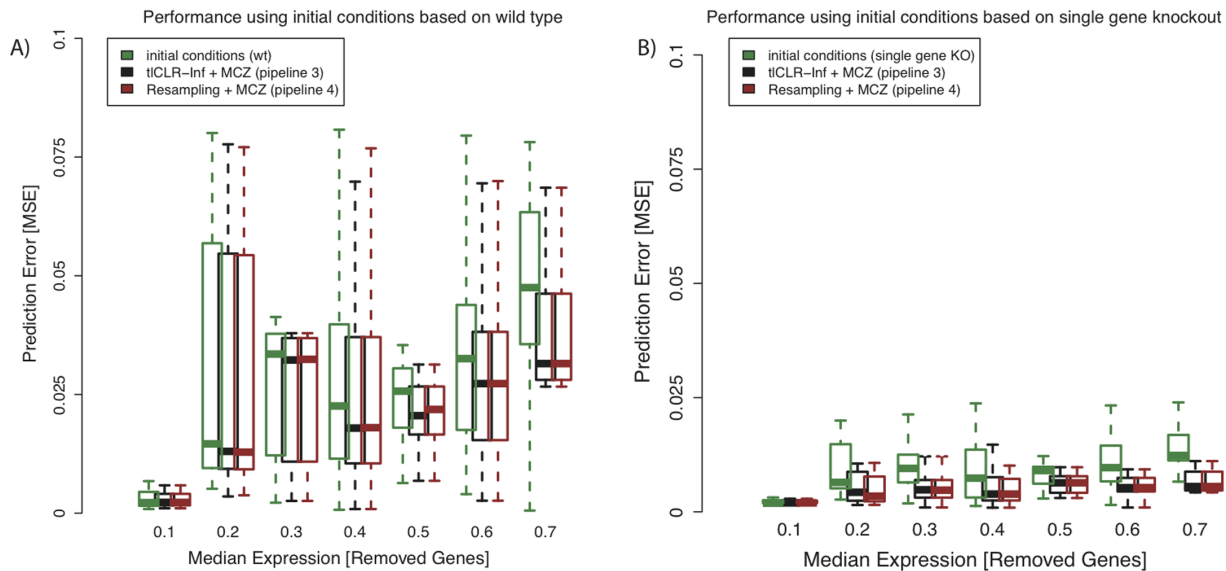 Performance using initial conditions based on wild type
A)
initial conditions (wt)
tlCLR-Inf + MCZ (pipeline 3)
Resampling + MCZ (pipeline 4)
Prediction Error [MSE]
0.1
0.075
0.05
0.025
0
0.1 0.2 0.3 0.4 0.5 0.6 0.7
Median Expression [Removed Genes]
Performance using initial conditions based on single gene knockout
B)
initial conditions (single gene KO)
tlCLR-Inf + MCZ (pipeline 3)
Resampling + MCZ (pipeline 4)
Prediction Error [MSE]
0.1
0.075
0.05
0.025
0
0.1 0.2 0.3 0.4 0.5 0.6 0.7
Median Expression [Removed Genes]